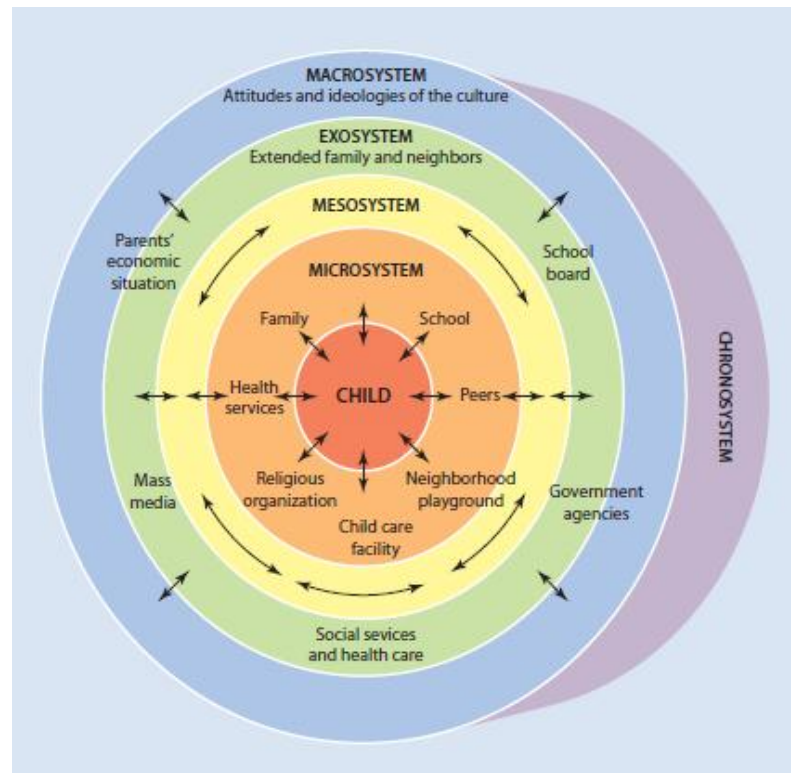 MACROSYSTEM
Attitudes and ideologies of the culture
EXOSYSTEM
Extended family and neighbors
MESOSYSTEM
Parents'
economic
situation
School
board
MICROSYSTEM
Family
School
Health
services
CHILD
Peers
CHRONOSYSTEM
Mass
media
Religious
organization
Neighborhood
playground
Government
agencies
Child care
facility
Social sevices
and health care